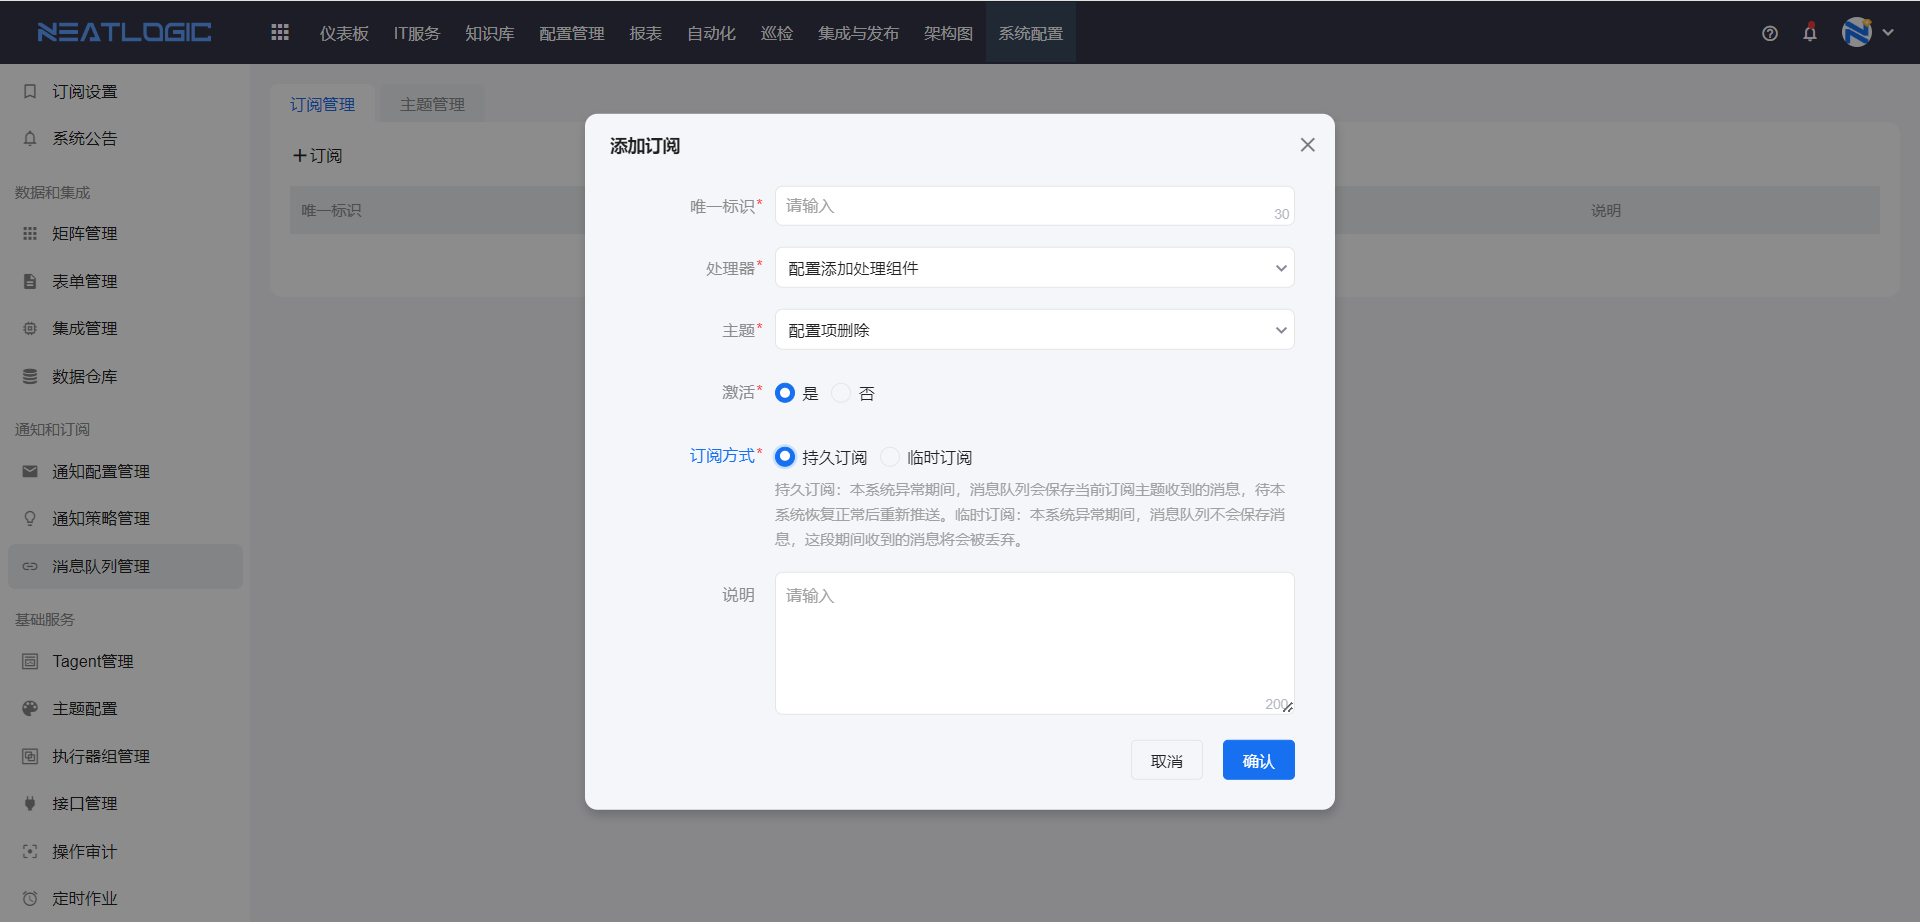 NEATLOGIC
仪表板 IT服务 知识库 配置管理 报表 自动化 巡检 集成与发布 架构图 系统配置
订阅设置
系统公告
数据和集成
矩阵管理
表单管理
集成管理
数据仓库
通知和订阅
通知配置管理
通知策略管理
消息队列管理
基础服务
Tagent管理
主题配置
执行器组管理
接口管理
操作审计
定时作业
订阅管理 主题管理
订阅
唯一标识 说明
添加订阅
唯一标识* 请输入 30
处理器* 配置添加处理组件
主题* 配置项删除
激活* 是 否
订阅方式* 持久订阅 临时订阅
持久订阅：本系统异常期间，消息队列会保存当前订阅主题收到的消息，待本
系统恢复正常后重新推送。临时订阅：本系统异常期间，消息队列不会保存消
息，这段期间收到的消息将会被丢弃。
说明 请输入
200
取消 确认